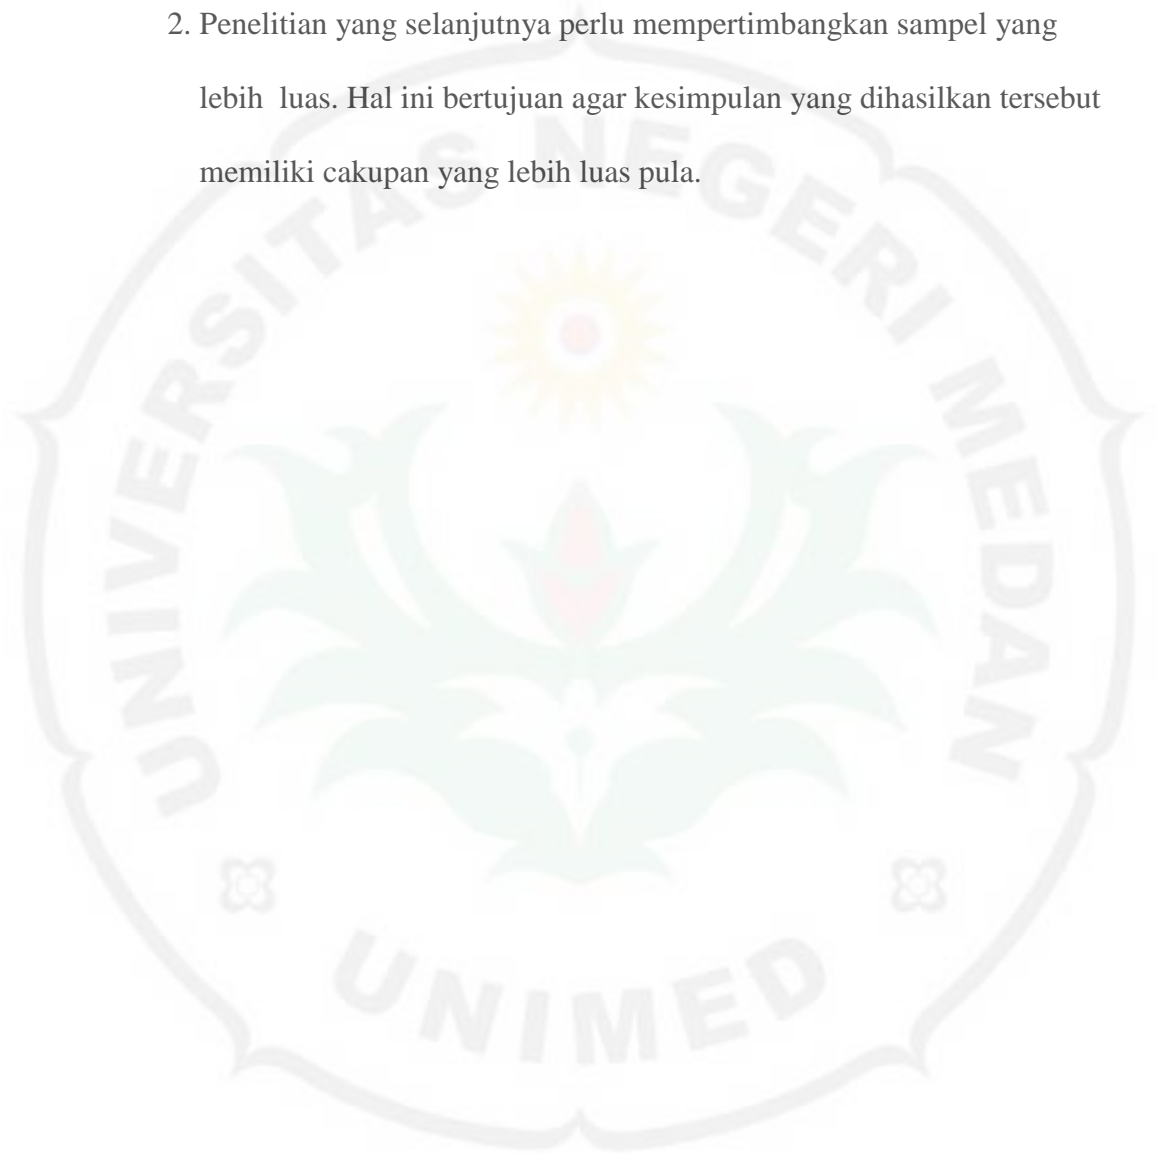 2. Penelitian yang selanjutnya perlu mempertimbangkan sampel yang
lebih  luas. Hal ini bertujuan agar kesimpulan yang dihasilkan tersebut
memiliki cakupan yang lebih luas pula.
UNIVERSITAS NEGERI MEDAN
UNIMED